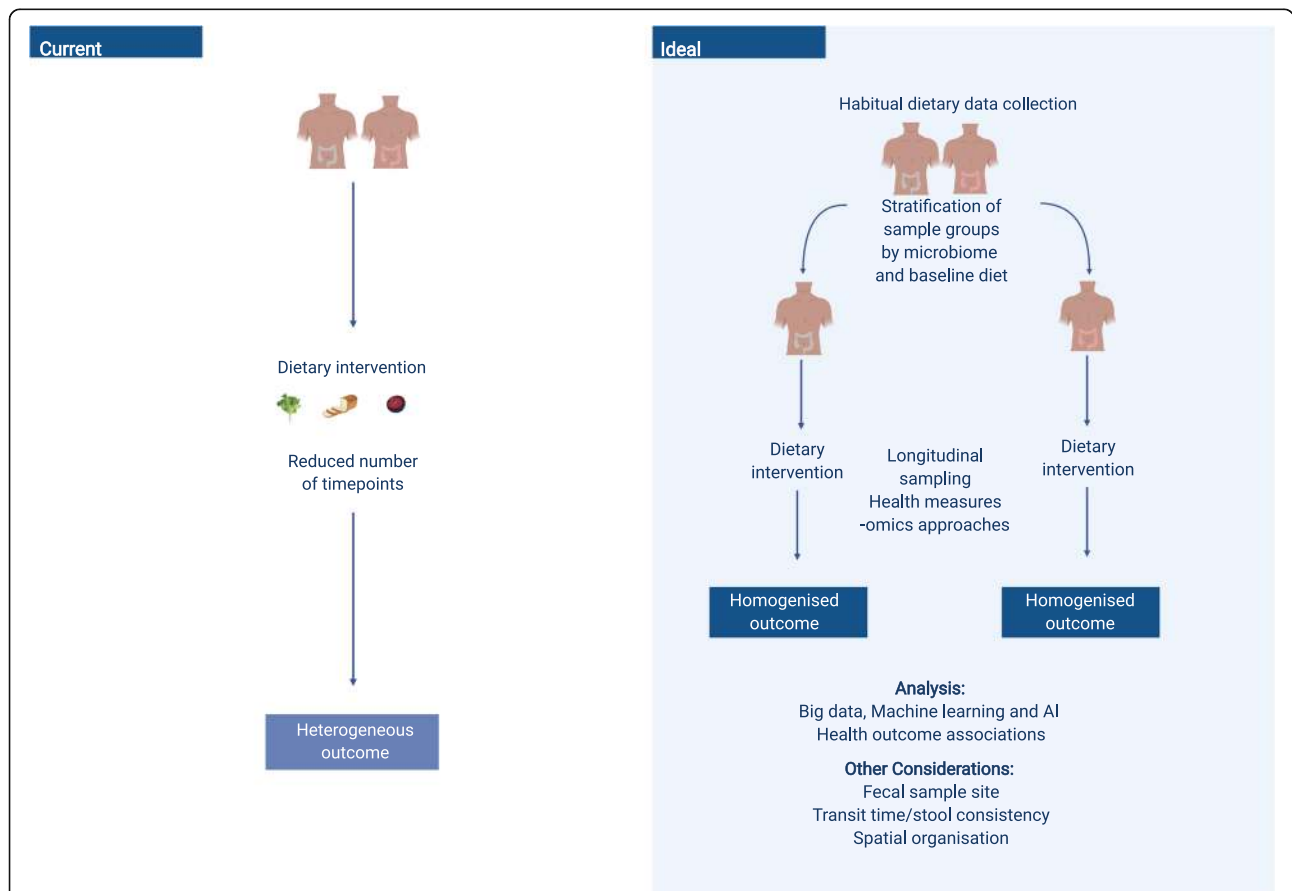 Current
Dietary intervention
Reduced number
of timepoints
Heterogeneous
outcome
Ideal
Habitual dietary data collection
Stratification of
sample groups
by microbiome
and baseline diet
Dietary
intervention
Longitudinal
sampling
Health measures
-omics approaches
Dietary
intervention
Homogenised
outcome
Homogenised
outcome
Analysis:
Big data, Machine learning and AI
Health outcome associations
Other Considerations:
Fecal sample site
Transit time/stool consistency
Spatial organisation